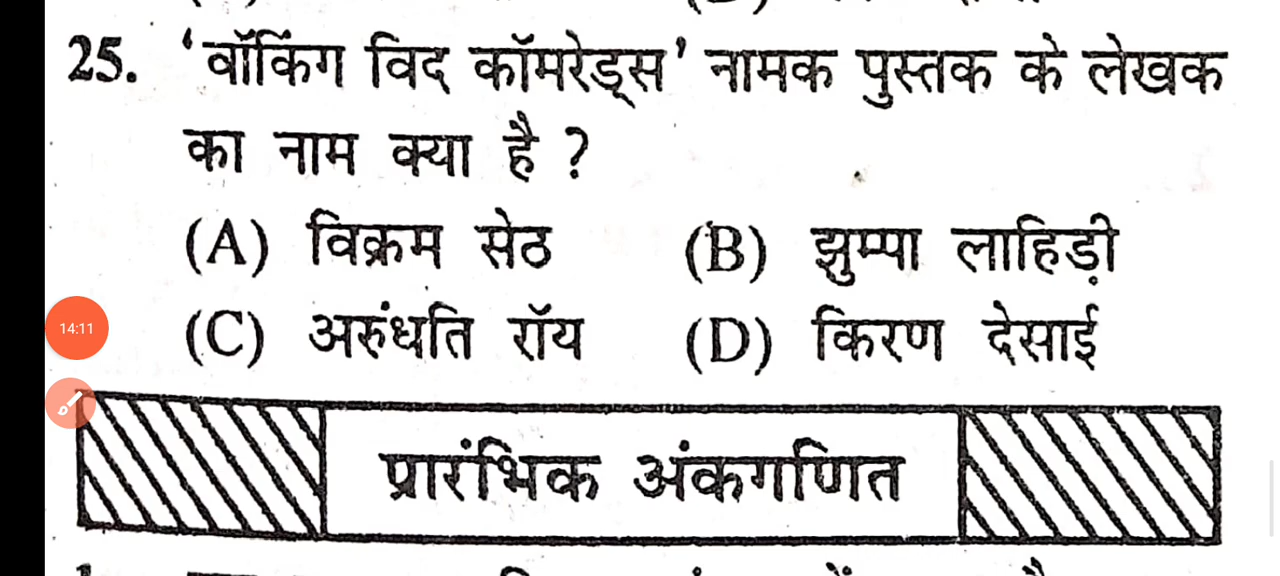 25. ‘वॉकिंग विद कॉमरेड्स’ नामक पुस्तक के लेखक
का नाम क्या है ?
(A) विक्रम सेठ (B) झुम्पा लाहिड़ी
(C) अरुंधति रॉय (D) किरण देसाई
14:11
प्रारंभिक अंकगणित